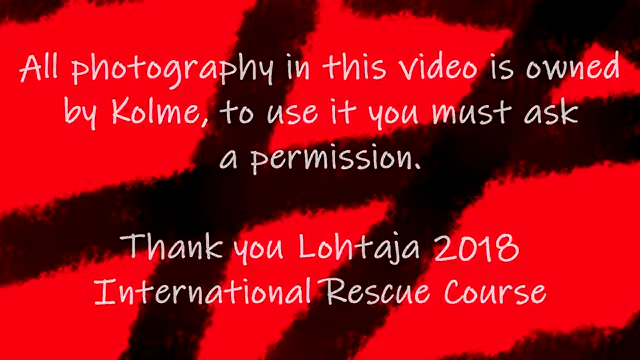 All photography in this video is owned
by Kolme, to use it you must ask
a permission.
Thank you Lohtaja 2018
International Rescue Course